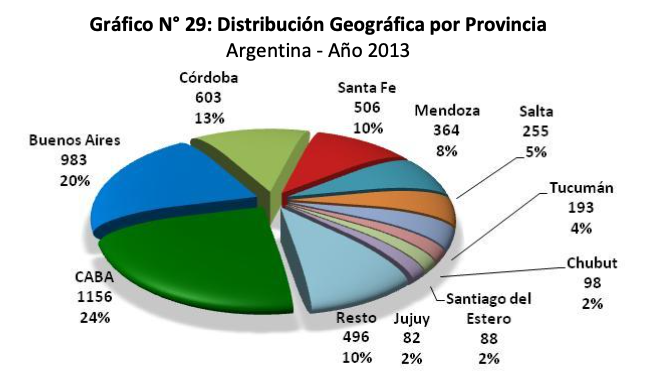 Gráfico N° 29: Distribución Geográfica por Provincia
Argentina - Año 2013
Córdoba
603
13%
Santa Fe
506
10%
Mendoza
364
8%
Salta
255
5%
Buenos Aires
983
20%
Tucumán
193
4%
Chubut
98
2%
CABA
1156
24%
Resto
496
10%
Jujuy
82
2%
Santiago del
Estero
88
2%